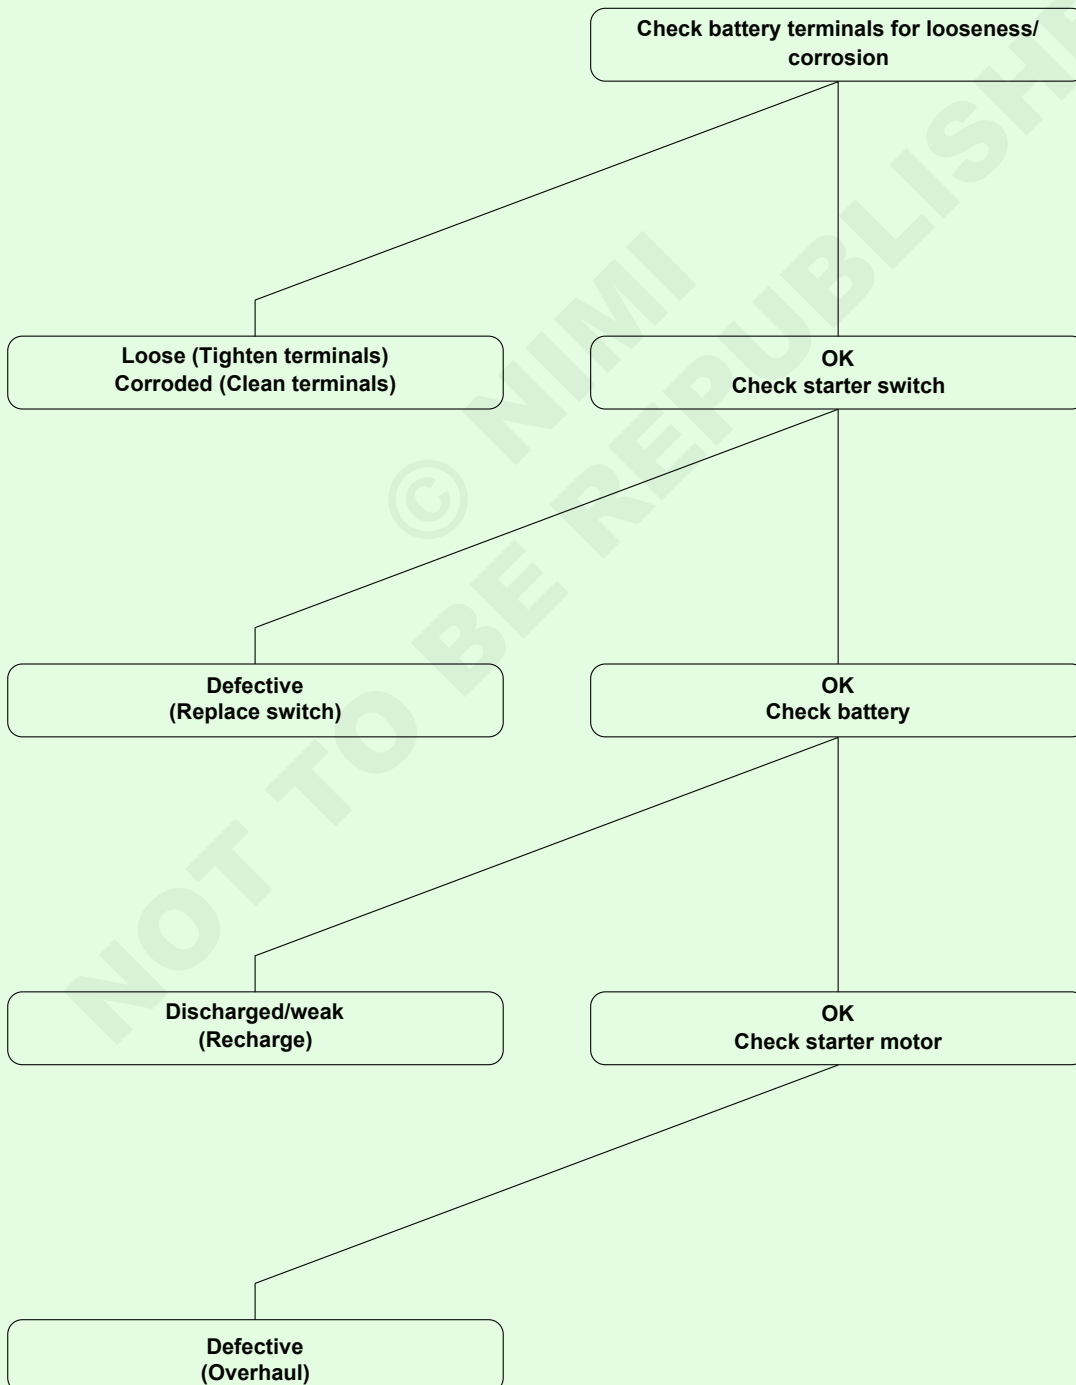 Check battery terminals for looseness/
corrosion
Loose (Tighten terminals)
Corroded (Clean terminals)
OK
Check starter switch
Defective
(Replace switch)
OK
Check battery
Discharged/weak
(Recharge)
OK
Check starter motor
Defective
(Overhaul)
© NIMI
NOT TO BE REPUBLISHE